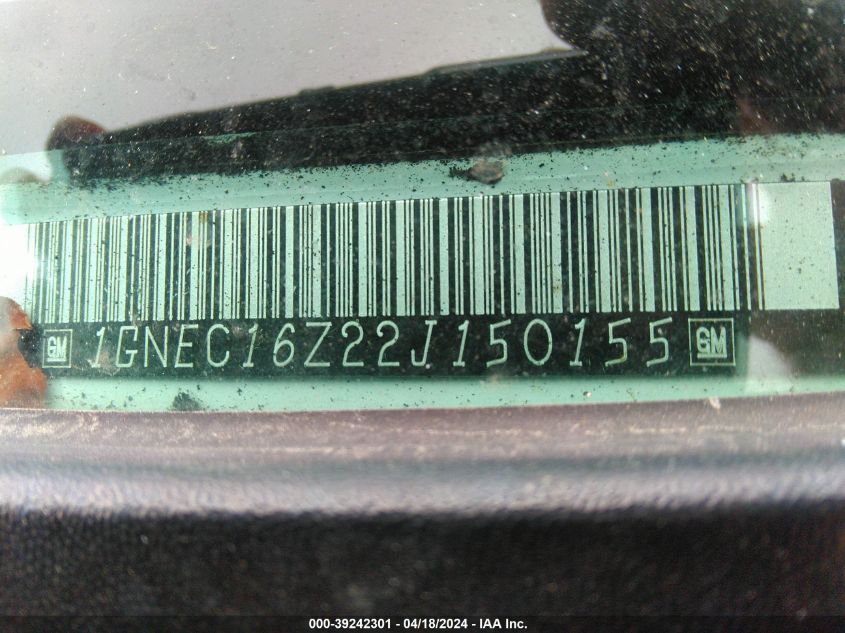 GM 1GNEC16Z22J150155 GM
000-39242301 - 04/18/2024 - IAA Inc.